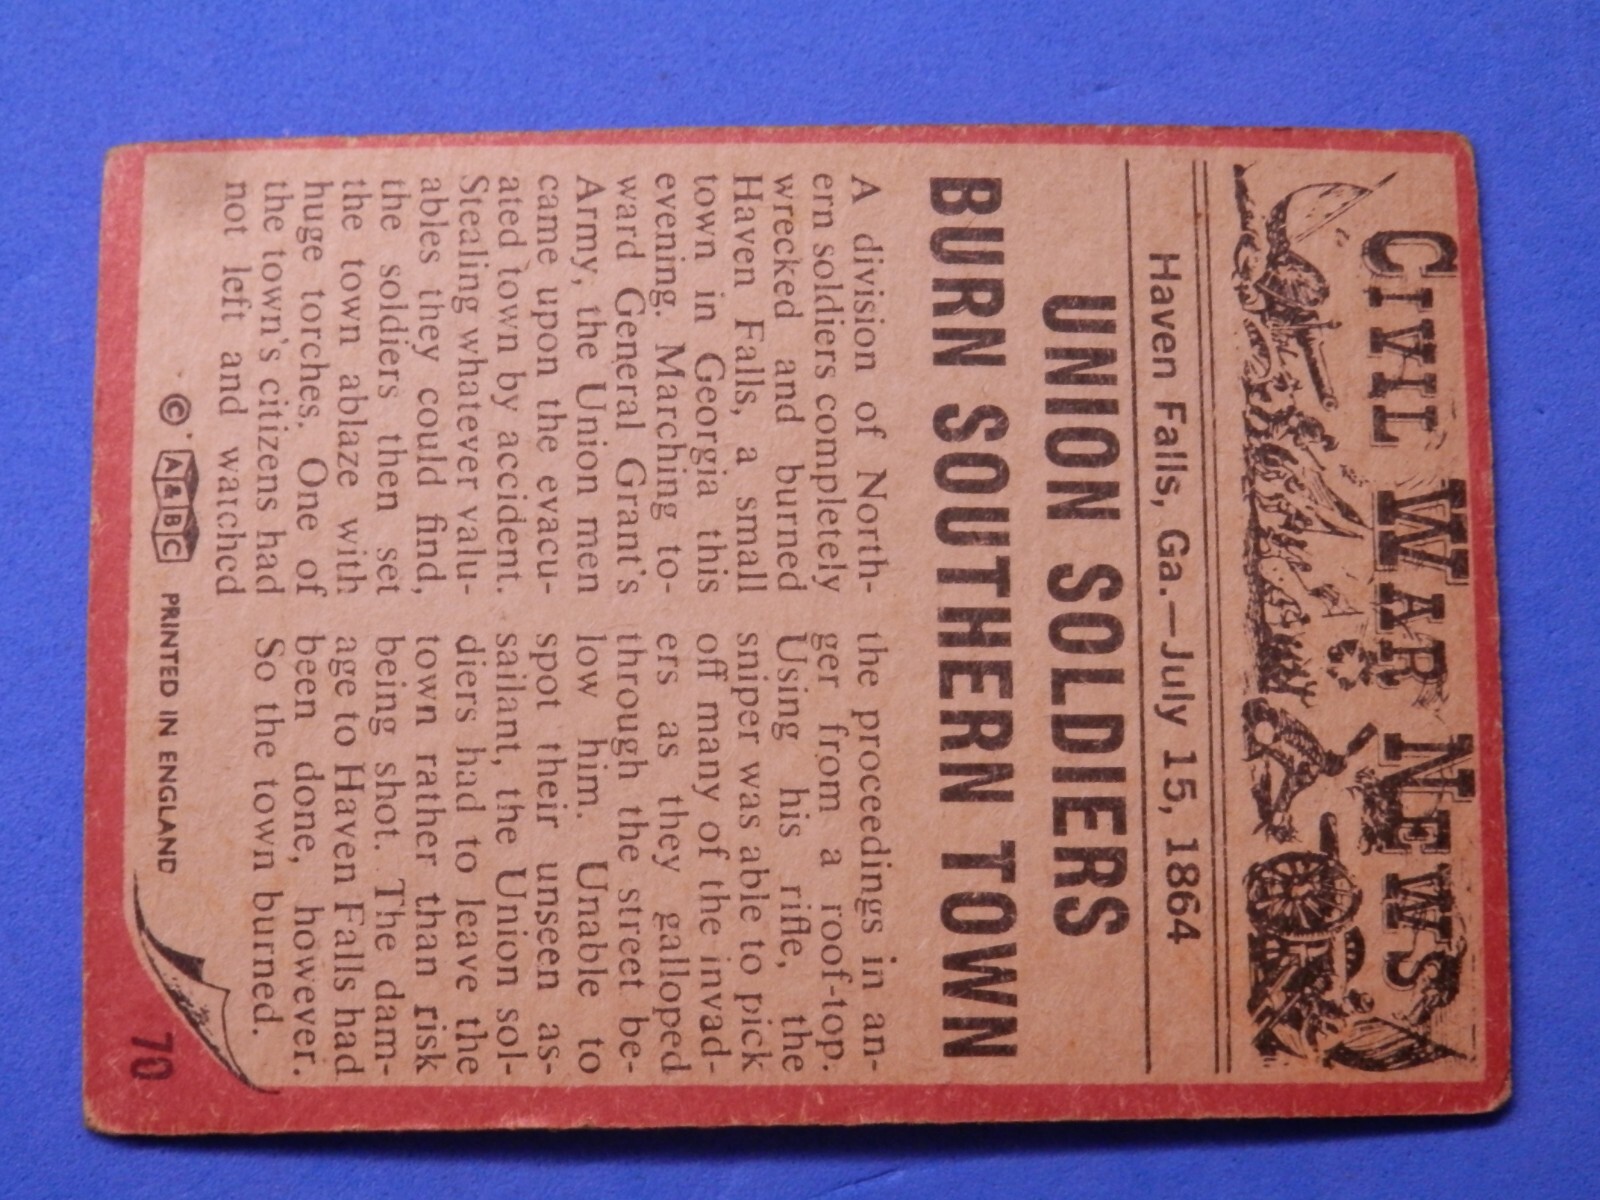 CIVIL WAR NEWS
Haven Falls, Ga.—July 15, 1864
UNION SOLDIERS
BURN SOUTHERN TOWN
A division of North-
ern soldiers completely
wrecked and burned
Haven Falls, a small
town in Georgia this
evening. Marching to-
ward General Grant's
Army, the Union men
came upon the evacu-
ated town by accident.
Stealing whatever valu-
ables they could find,
the soldiers then set
the town ablaze with
huge torches. One of
the town's citizens had
not left and watched
the proceedings in an-
ger from a roof-top.
Using his rifle, the
sniper was able to pick
off many of the invad-
ers as they galloped
through the street be-
low him. Unable to
spot their unseen as-
sailant, the Union sol-
diers had to leave the
town rather than risk
being shot. The dam-
age to Haven Falls had
been done, however.
So the town burned.
© A&BC PRINTED IN ENGLAND
70